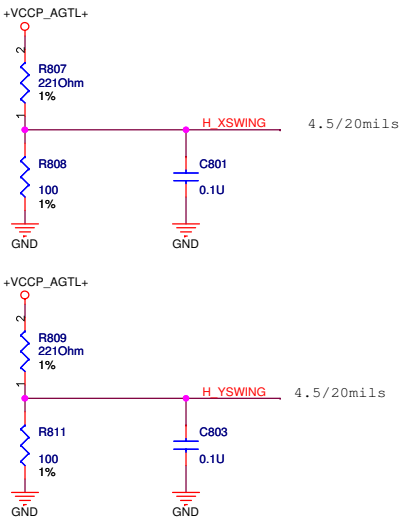 +VCCP_AGTL+
2
R807
221Ohm
1%
1
H_XSWING 4.5/20mils
R808 C801
100 0.1U
1%
GND GND
+VCCP_AGTL+
2
R809
221Ohm
1%
1
H_YSWING 4.5/20mils
R811 C803
100 0.1U
1%
GND GND